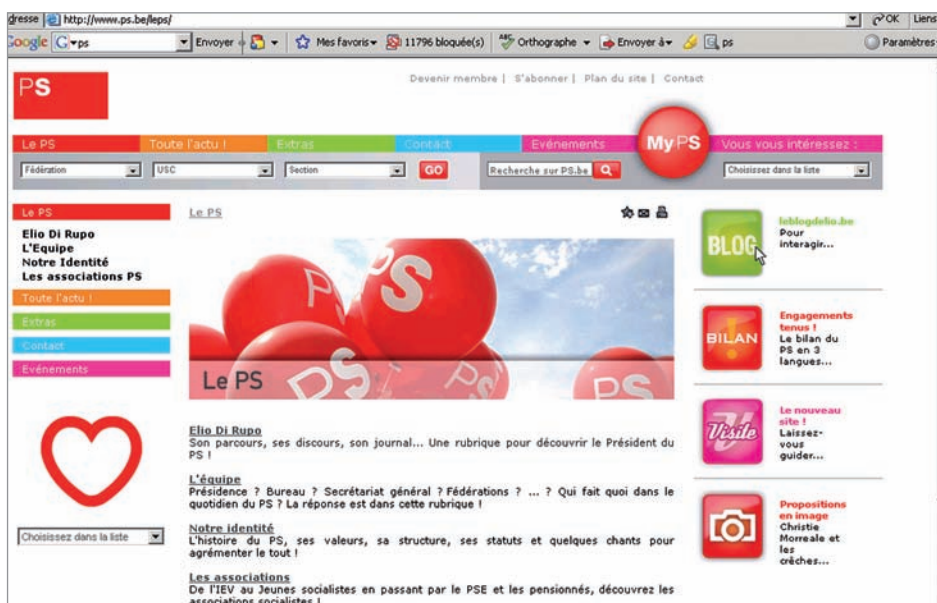 dresse http://www.ps.be/leps/ OK Liens
Google G ps Envoyer Mes favoris 11796 bloquée(s) ABC Orthographe Envoyer à ps Paramètres
Devenir membre | S'abonner | Plan du site | Contact
PS
Le PS Toute l'actu ! Extras Contact Evénements MyPS Vous vous intéressez :
Fédération USC Section GO Recherche sur PS.be Choisissez dans la liste
Le PS
Elio Di Rupo
L'Equipe
Notre Identité
Les associations PS
Toute l'actu !
Extras
Contact
Evénements
Choisissez dans la liste
Le PS
PS
S
PS
PS
PS
Le PS
Elio Di Rupo
Son parcours, ses discours, son journal... Une rubrique pour découvrir le Président du
PS !
L'équipe
Présidence ? Bureau ? Secrétariat général ? Fédérations ? ... ? Qui fait quoi dans le
quotidien du PS ? La réponse est dans cette rubrique !
Notre identité
L'histoire du PS, ses valeurs, sa structure, ses statuts et quelques chants pour
agrémenter le tout !
Les associations
De l'IEV au Jeunes socialistes en passant par le PSE et les pensionnés, découvrez les
associations socialistes !
BLOG
leblogdelio.be
Pour
interagir...
BILAN
Engagements
tenus !
Le bilan du
PS en 3
langues...
Visite
Le nouveau
site !
Laissez-
vous
guider...
Propositions
en image
Christie
Morreale et
les
crèches...